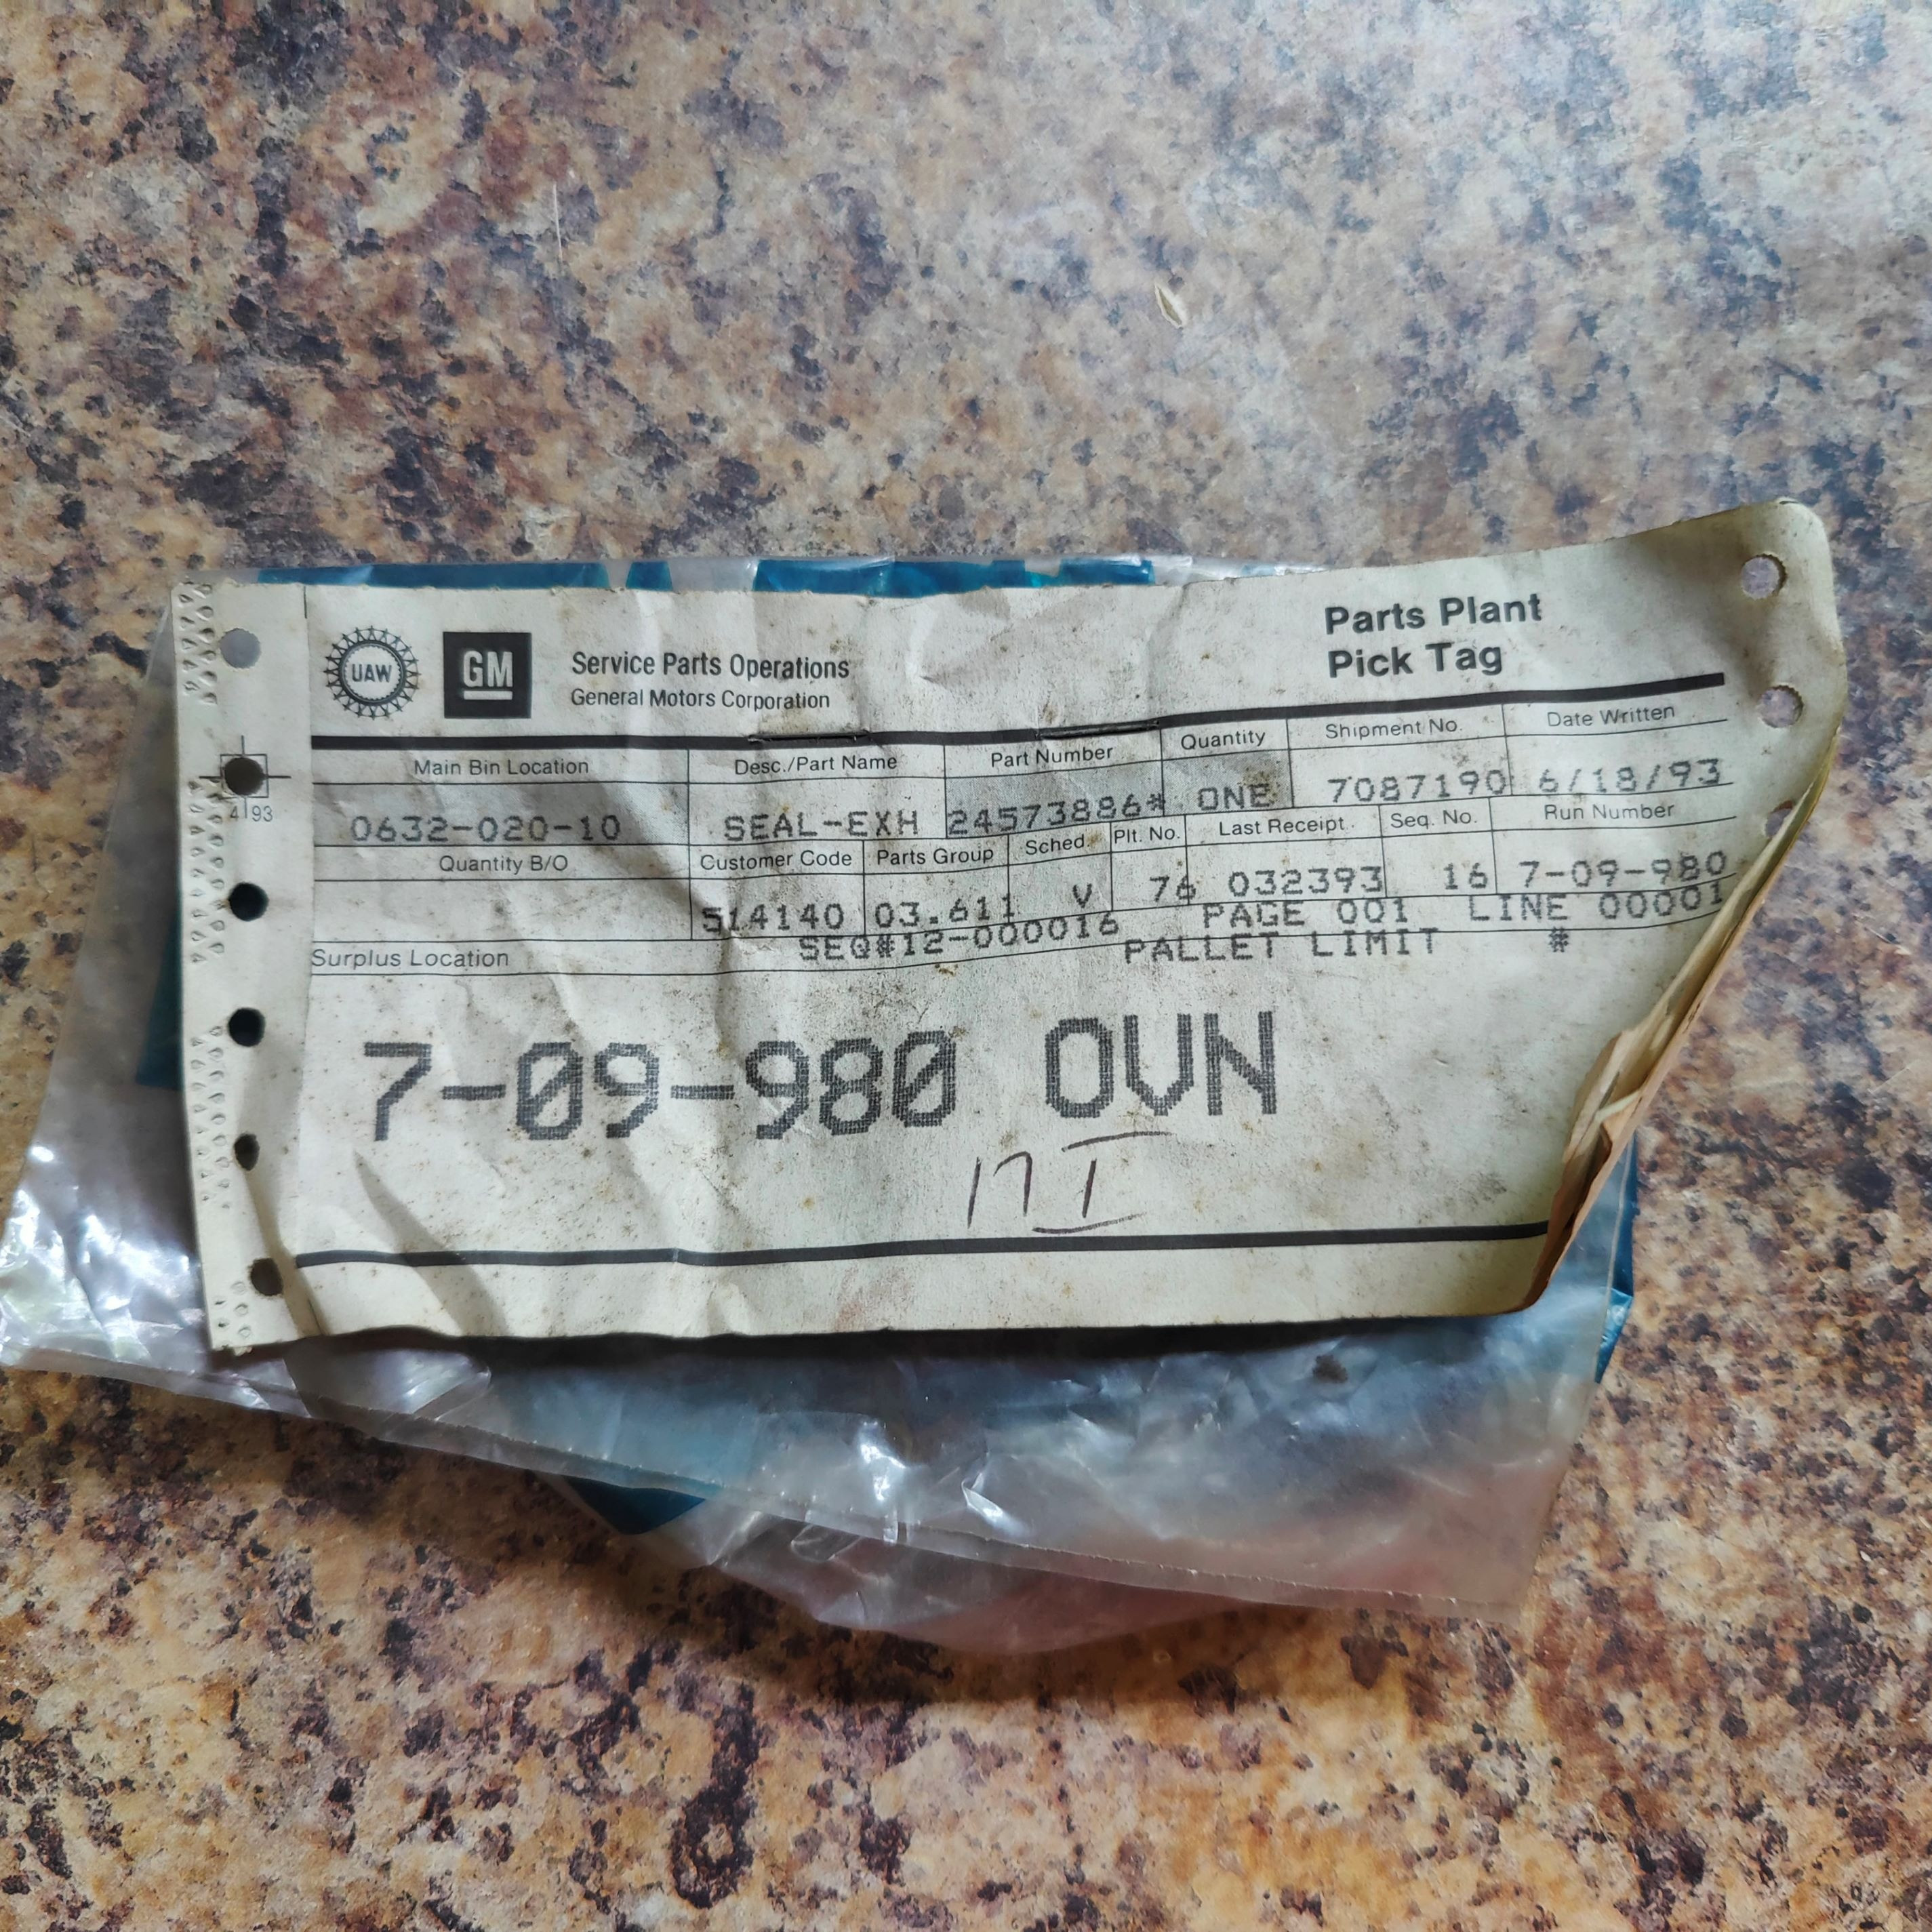 UAW GM Service Parts Operations
General Motors Corporation
Parts Plant
Pick Tag
Main Bin Location Desc./Part Name Part Number Quantity Shipment No. Date Written
0632-020-10 SEAL-EXH 24573886* ONE 7087190 6/18/93
4 93
Quantity B/O Customer Code Parts Group Sched. Plt. No. Last Receipt Seq. No. Run Number
514140 03.611 V 76 032393 16 7-09-980
SEQ#12-000016 PAGE 001 LINE 00001
Surplus Location PALLET LIMIT #
7-09-980 OVN